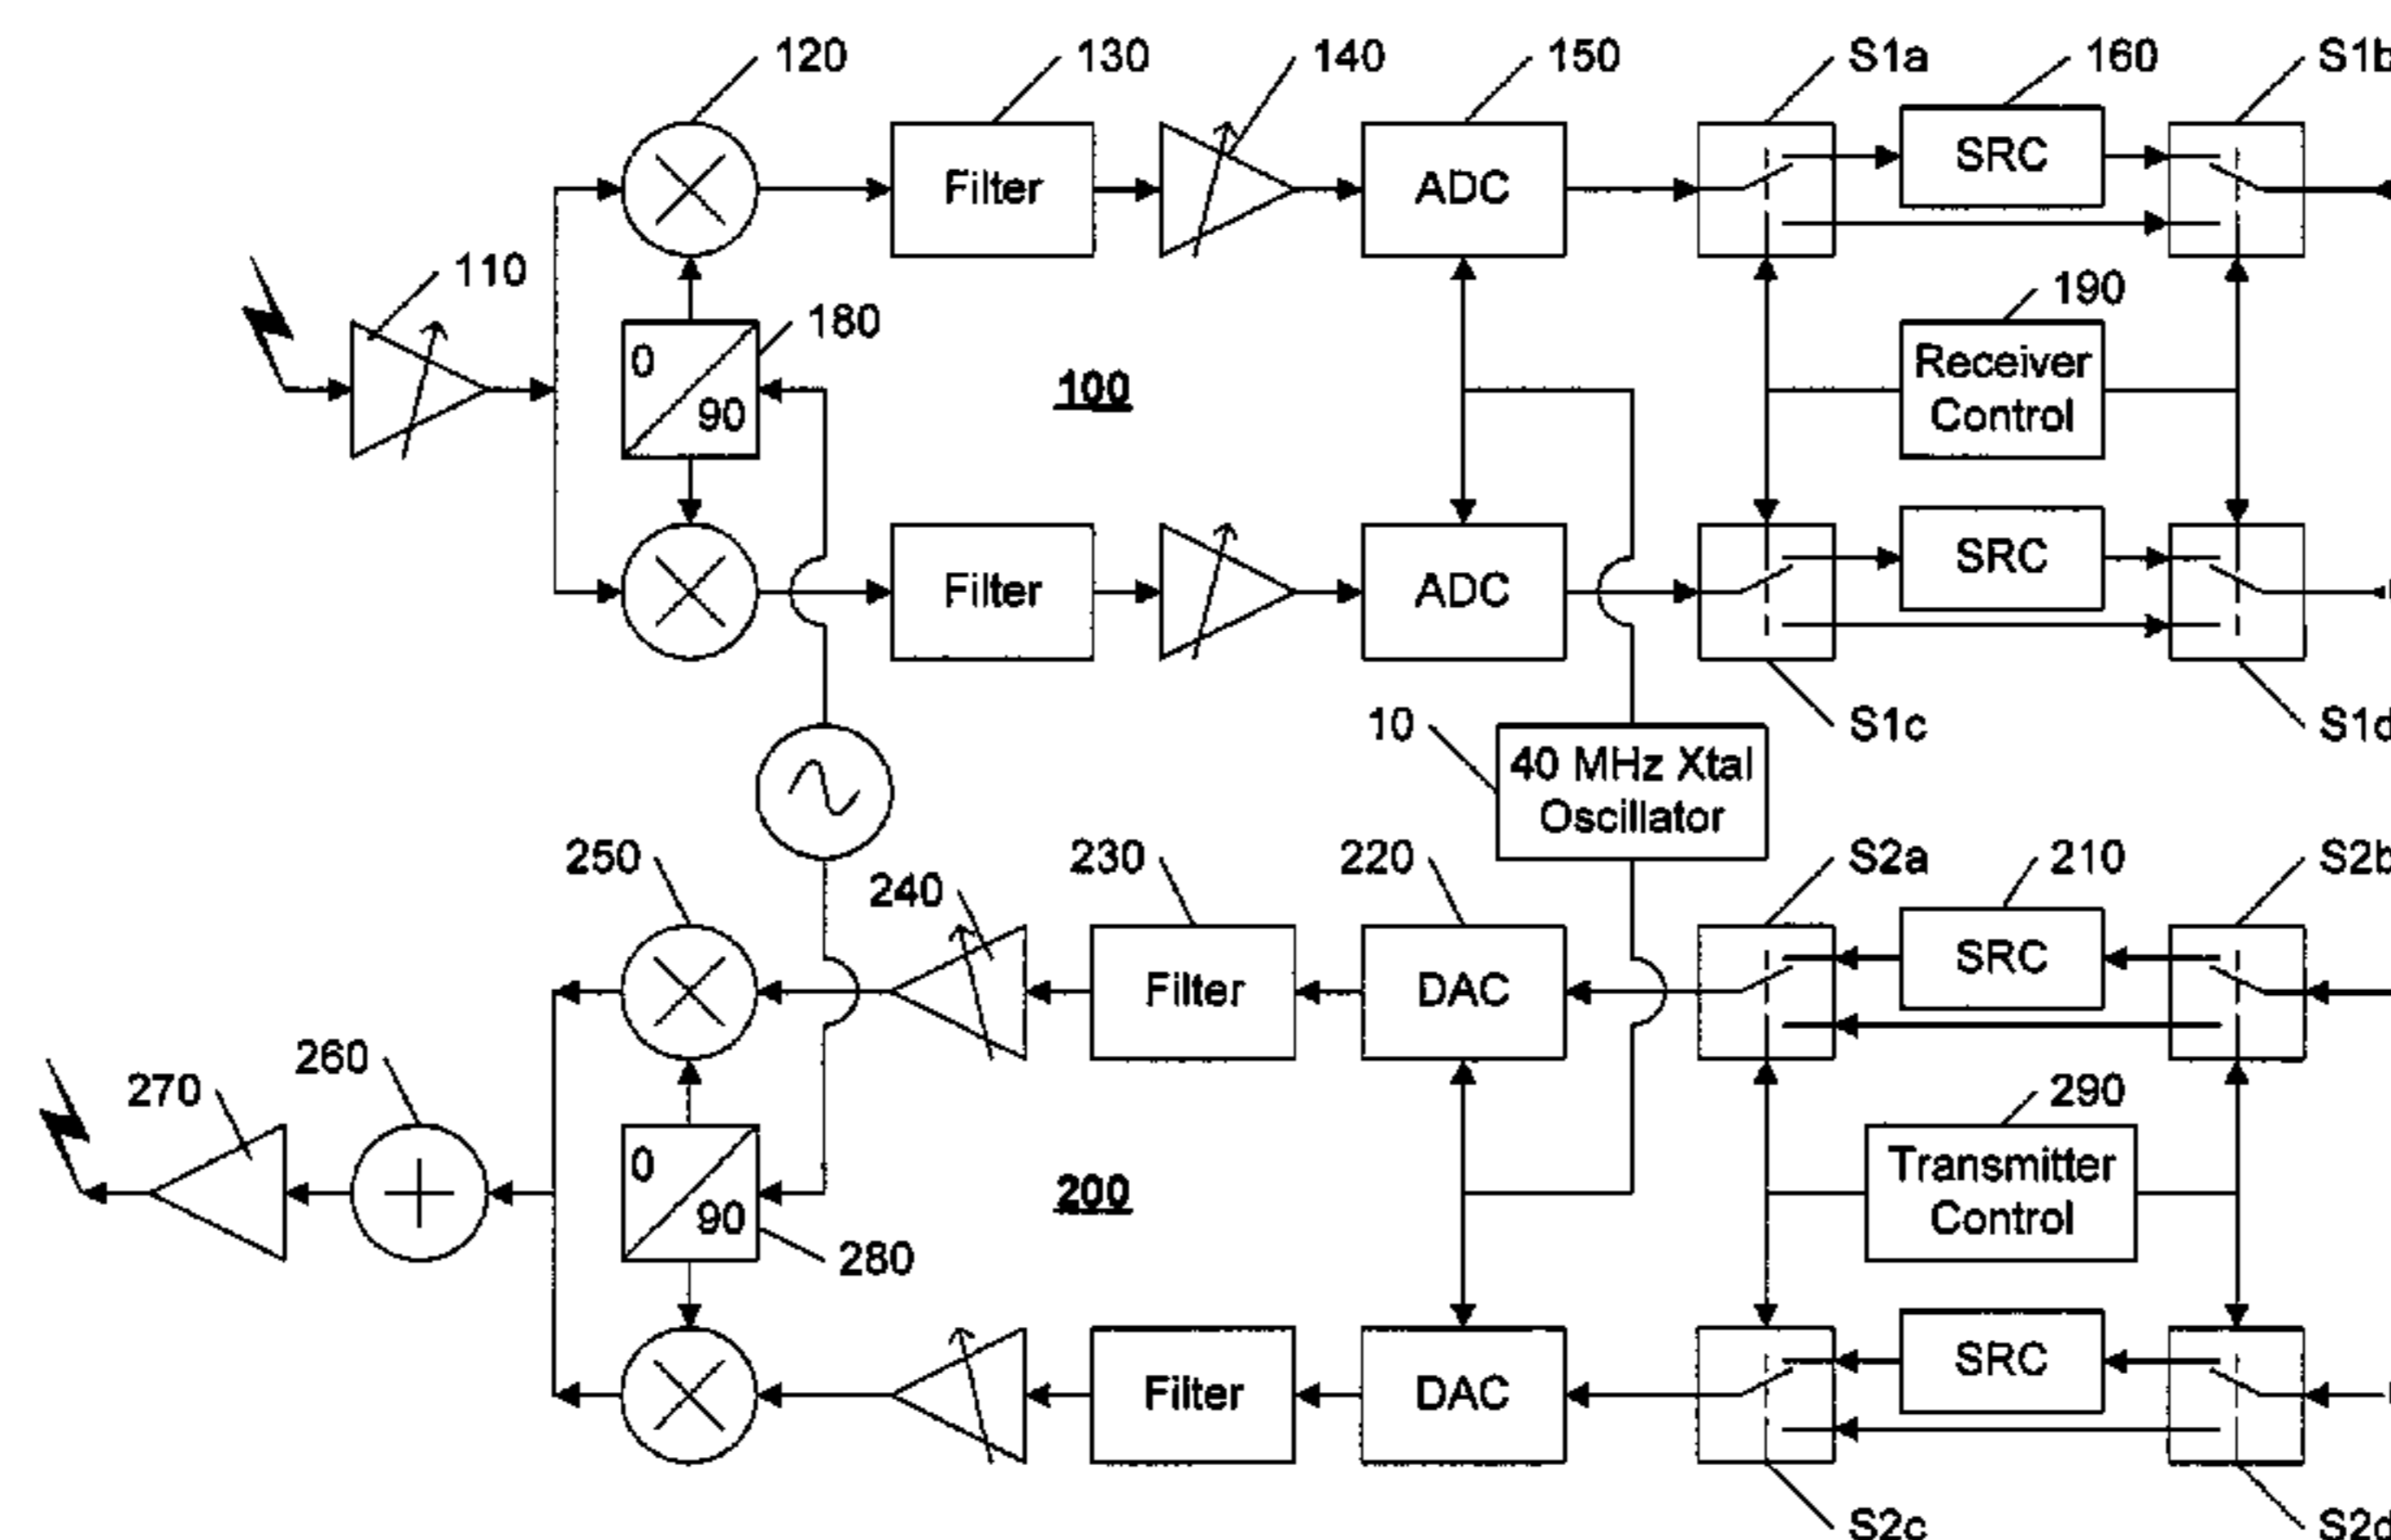 120
130
140
150
S1a
160
S1b
Filter
ADC
SRC
110
180
190
0
90
100
Receiver
Control
Filter
ADC
SRC
10
S1c
S1d
40 MHz Xtal
Oscillator
250
240
230
220
S2a
210
S2b
Filter
DAC
SRC
270
260
290
0
90
200
Transmitter
Control
280
Filter
DAC
SRC
S2c
S2d